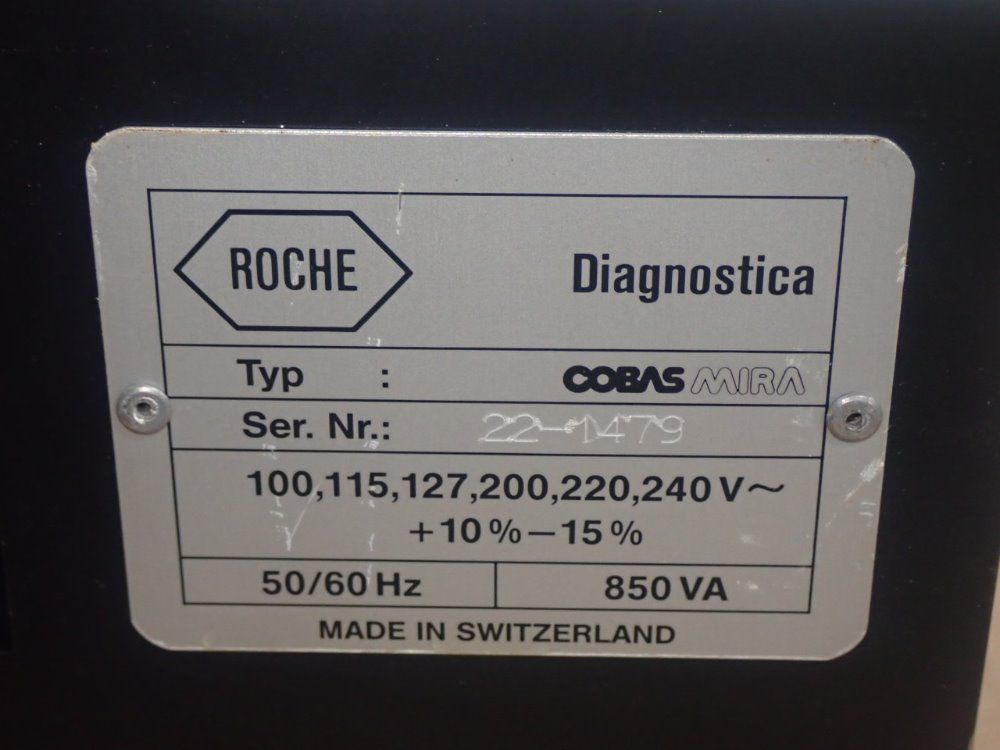 ROCHE Diagnostica
Typ : COBAS MIRA
Ser. Nr.: 22-1479
100,115,127,200,220,240 V~
+10 %–15 %
50/60 Hz 850 VA
MADE IN SWITZERLAND